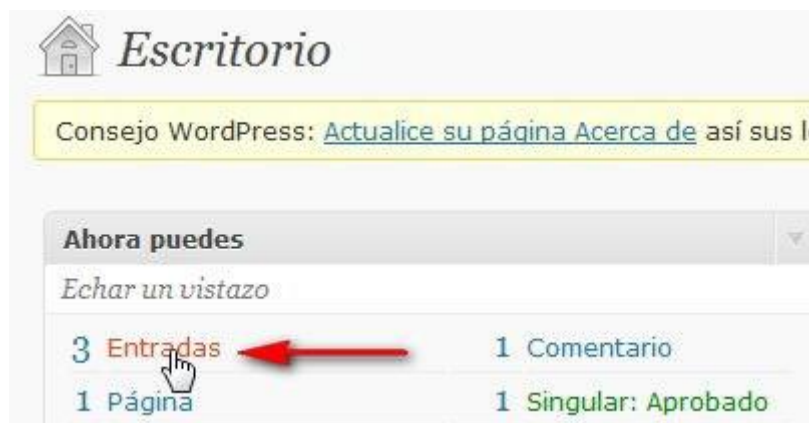 Escritorio
Consejo WordPress: Actualice su página Acerca de así sus
Ahora puedes
Echar un vistazo
3 Entradas 1 Comentario
1 Página 1 Singular: Aprobado